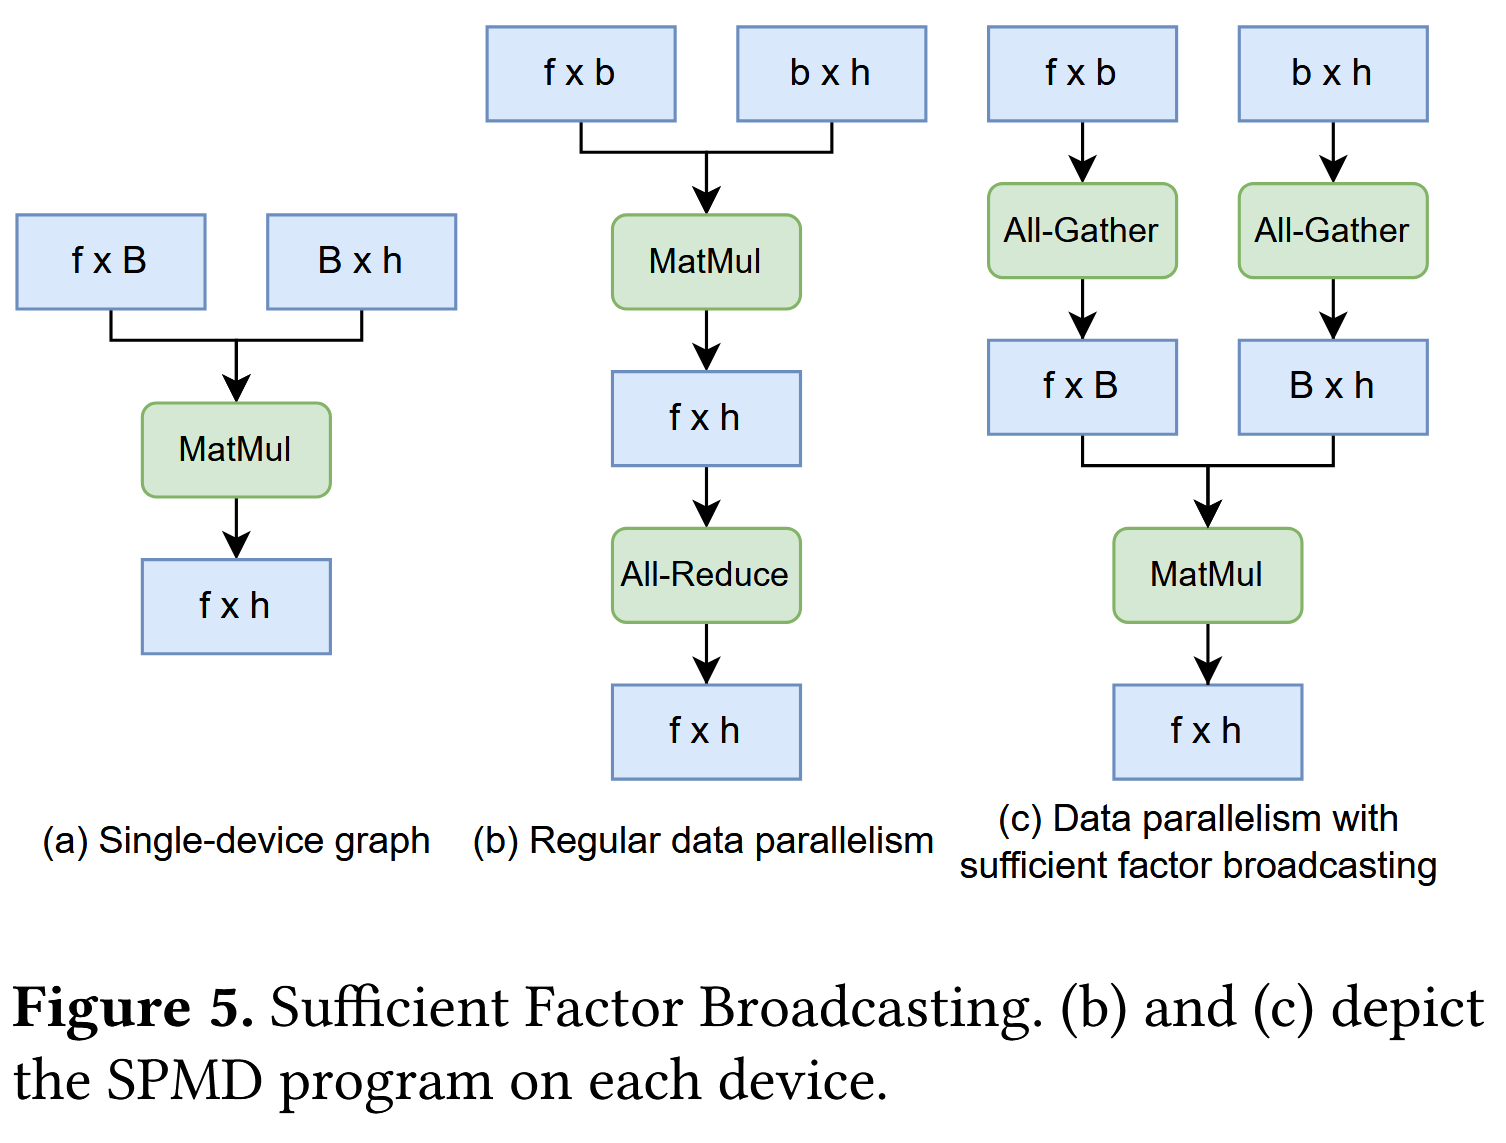 f x B
B x h
MatMul
f x h
(a) Single-device graph
f x b
b x h
MatMul
f x h
All-Reduce
f x h
(b) Regular data parallelism
f x b
b x h
All-Gather
All-Gather
f x B
B x h
MatMul
f x h
(c) Data parallelism with
sufficient factor broadcasting
Figure 5. Sufficient Factor Broadcasting. (b) and (c) depict
the SPMD program on each device.